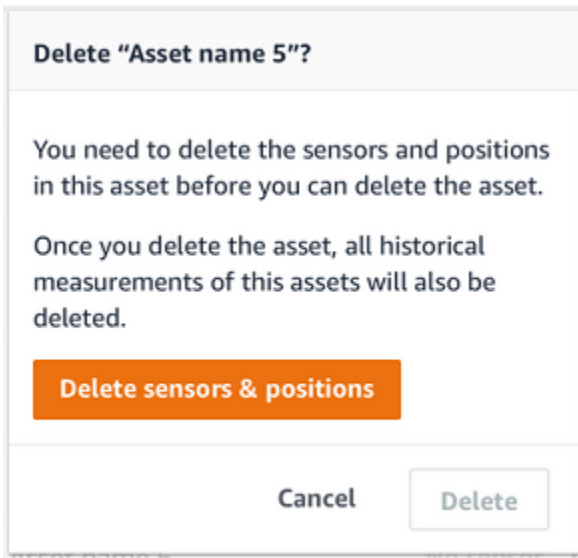 Delete “Asset name 5”?
You need to delete the sensors and positions
in this asset before you can delete the asset.
Once you delete the asset, all historical
measurements of this assets will also be
deleted.
Delete sensors & positions
Cancel
Delete